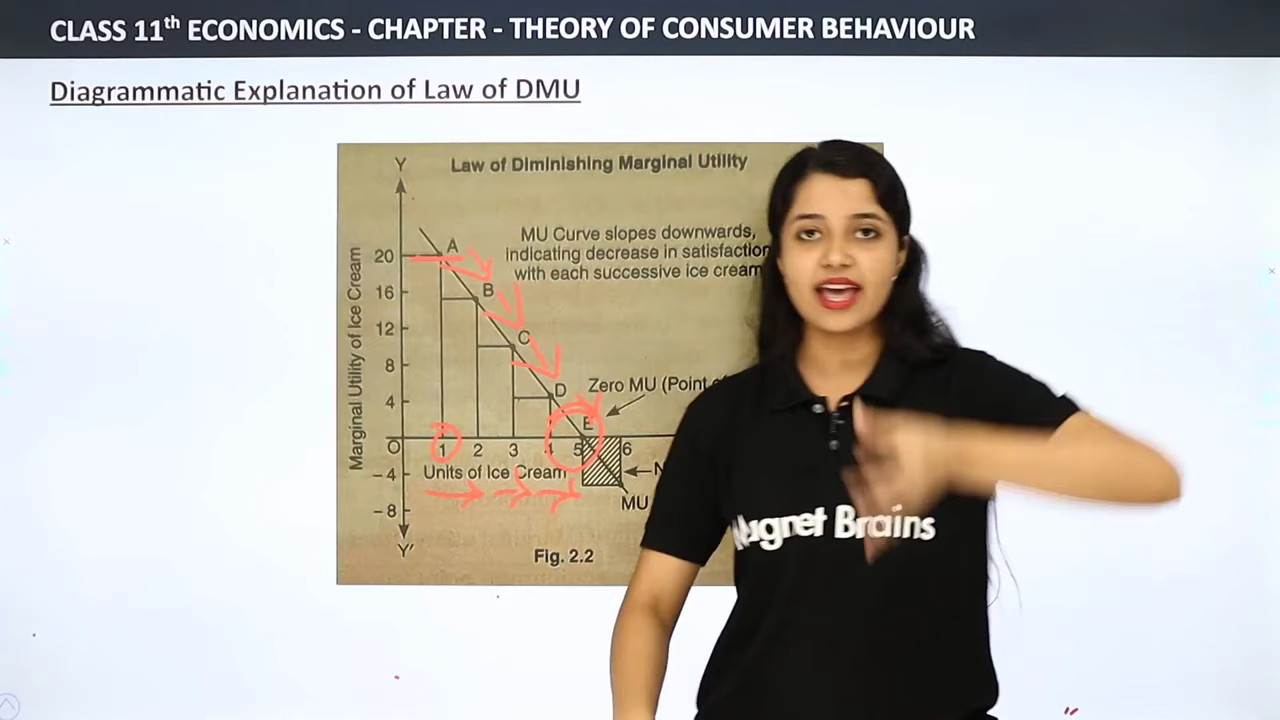 CLASS 11th ECONOMICS - CHAPTER - THEORY OF CONSUMER BEHAVIOUR
Diagrammatic Explanation of Law of DMU
Y
Law of Diminishing Marginal Utility
MU Curve slopes downwards,
indicating decrease in satisfaction
with each successive ice cream
Marginal Utility of Ice Cream
20
16
12
8
4
O
– 4
– 8
Y'
A
B
C
D
E
Zero MU (Point
1 2 3 4 5 6
Units of Ice Cream
N
MU
Fig. 2.2
Magnet Brains